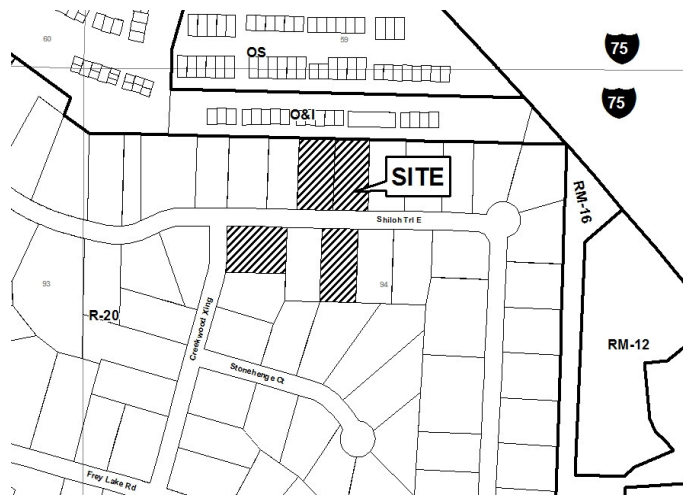 60
59
OS
75
75
O&I
SITE
RM-16
Shiloh Trl E
93
94
R-20
RM-12
Creekwood Xing
Stonehenge Ct
Frey Lake Rd